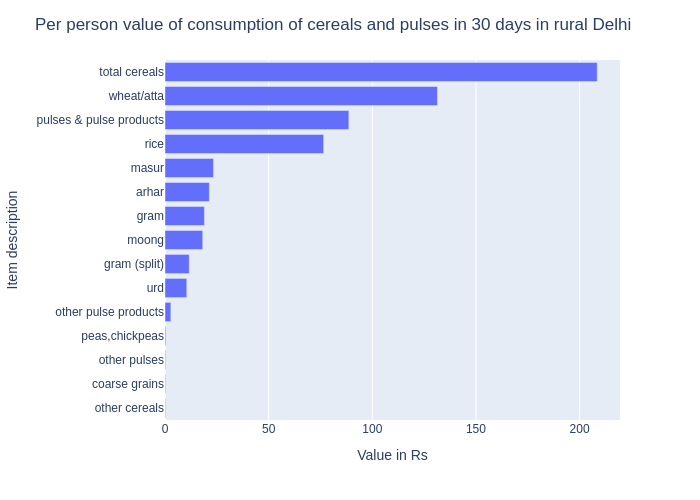 Per person value of consumption of cereals and pulses in 30 days in rural Delhi
total cereals
wheat/atta
pulses & pulse products
rice
masur
arhar
gram
moong
gram (split)
urd
other pulse products
peas,chickpeas
other pulses
coarse grains
other cereals
0 50 100 150 200
Value in Rs
Item description